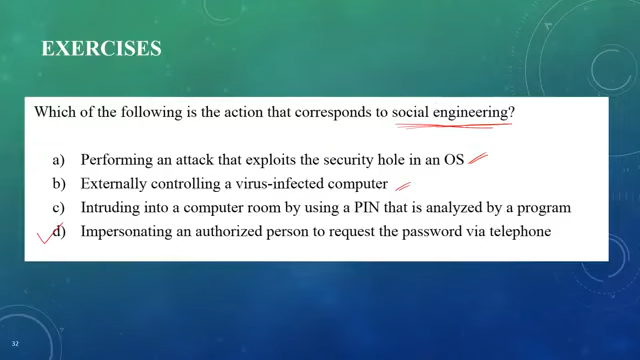 EXERCISES
Which of the following is the action that corresponds to social engineering?
a) Performing an attack that exploits the security hole in an OS
b) Externally controlling a virus-infected computer
c) Intruding into a computer room by using a PIN that is analyzed by a program
d) Impersonating an authorized person to request the password via telephone
32